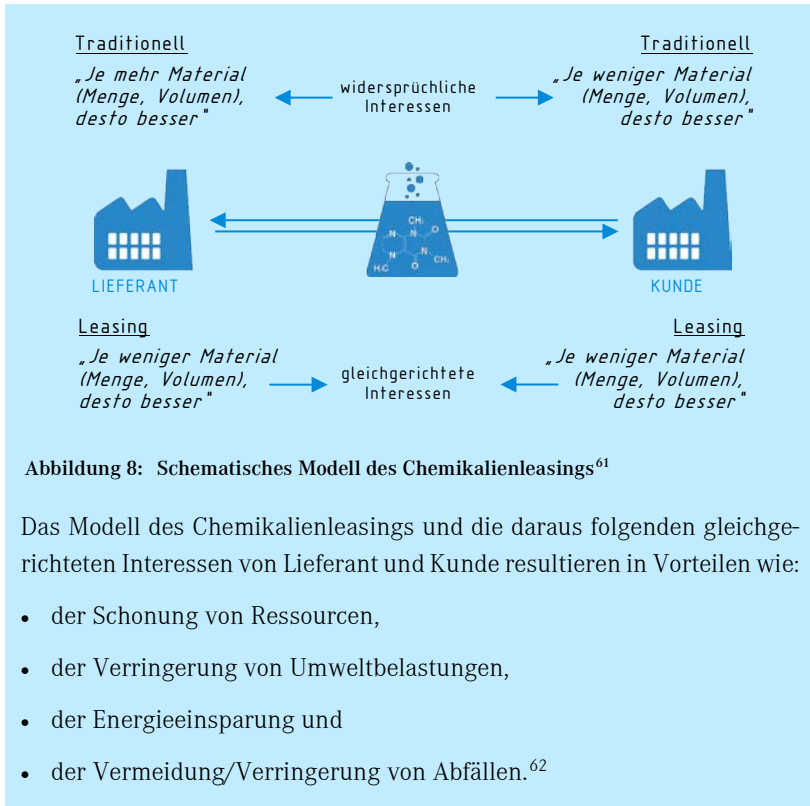 Traditionell
„Je mehr Material
(Menge, Volumen),
desto besser"
widersprüchliche
Interessen
Traditionell
„Je weniger Material
(Menge, Volumen),
desto besser"
CH₃
N
N
O
N
N
H₃C
O
CH₃
LIEFERANT
KUNDE
Leasing
„Je weniger Material
(Menge, Volumen),
desto besser"
gleichgerichtete
Interessen
Leasing
„Je weniger Material
(Menge, Volumen),
desto besser"
Abbildung 8: Schematisches Modell des Chemikalienleasings⁶¹
Das Modell des Chemikalienleasings und die daraus folgenden gleichge-
richteten Interessen von Lieferant und Kunde resultieren in Vorteilen wie:
• der Schonung von Ressourcen,
• der Verringerung von Umweltbelastungen,
• der Energieeinsparung und
• der Vermeidung/Verringerung von Abfällen.⁶²